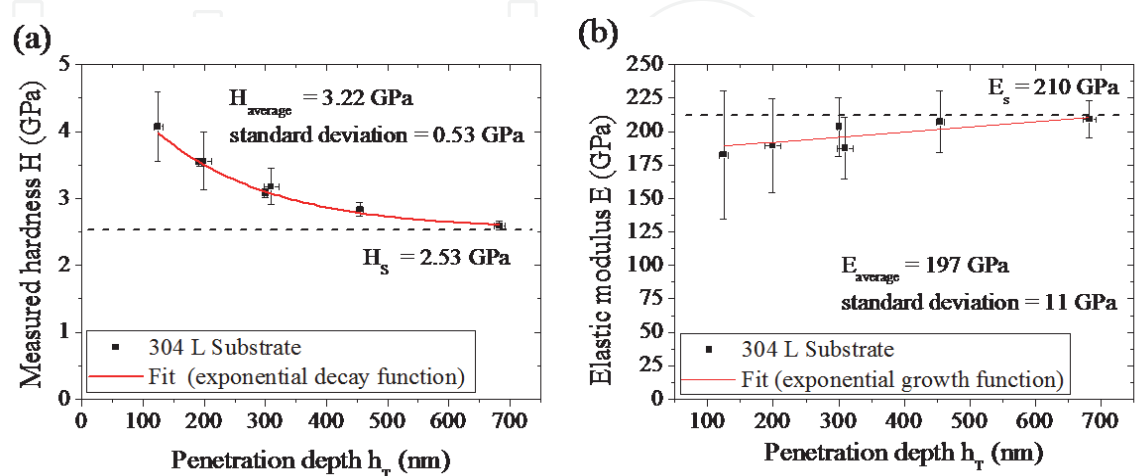 (a)
Measured hardness H (GPa)
5
4
3
2
1
0
H_average = 3.22 GPa
standard deviation = 0.53 GPa
H_S = 2.53 GPa
304 L Substrate
Fit (exponential decay function)
0 100 200 300 400 500 600 700
Penetration depth h_T (nm)
(b)
Elastic modulus E (GPa)
250
225
200
175
150
125
100
75
50
25
0
E_s = 210 GPa
E_average = 197 GPa
standard deviation = 11 GPa
304 L Substrate
Fit (exponential growth function)
100 200 300 400 500 600 700
Penetration depth h_T (nm)